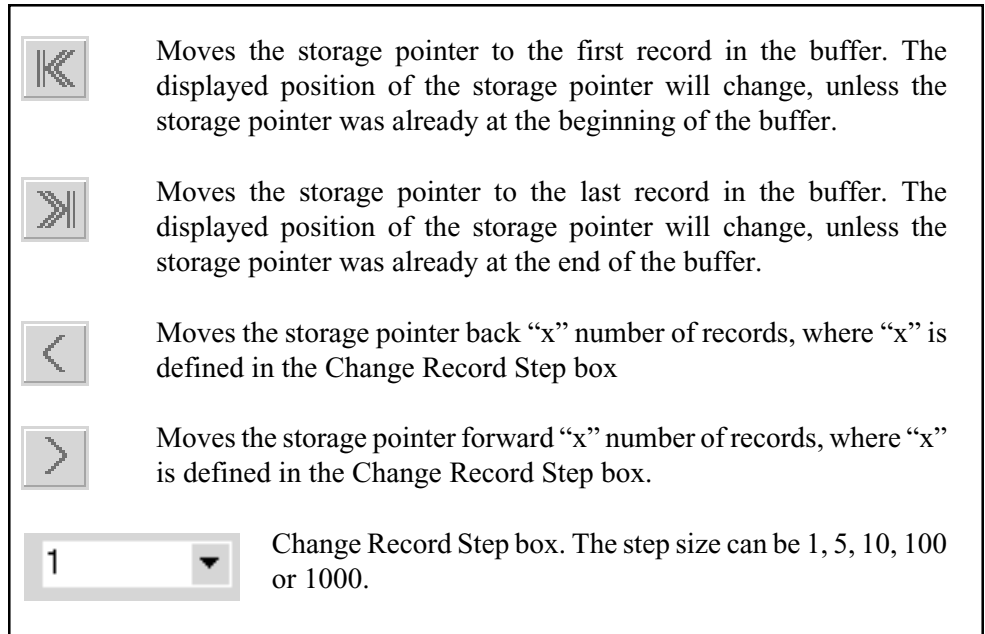 Moves the storage pointer to the first record in the buffer. The
displayed position of the storage pointer will change, unless the
storage pointer was already at the beginning of the buffer.
Moves the storage pointer to the last record in the buffer. The
displayed position of the storage pointer will change, unless the
storage pointer was already at the end of the buffer.
Moves the storage pointer back “x” number of records, where “x” is
defined in the Change Record Step box
Moves the storage pointer forward “x” number of records, where “x”
is defined in the Change Record Step box.
1
Change Record Step box. The step size can be 1, 5, 10, 100
or 1000.